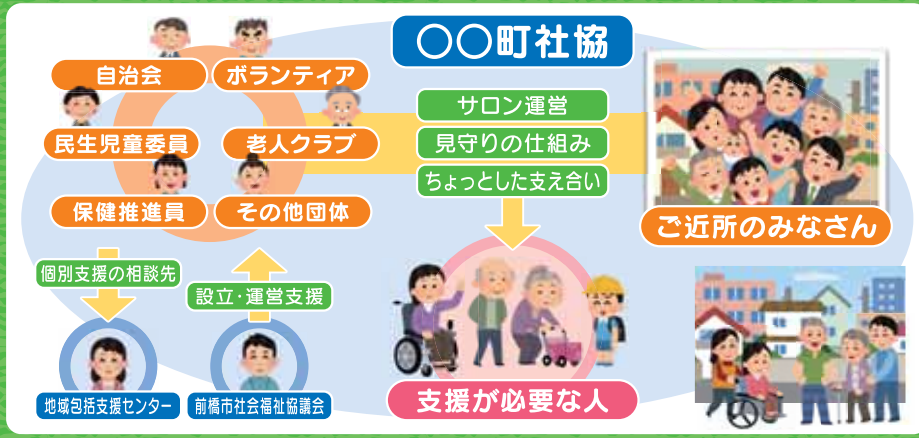 〇〇町社協
自治会
ボランティア
民生児童委員
老人クラブ
保健推進員
その他団体
サロン運営
見守りの仕組み
ちょっとした支え合い
ご近所のみなさん
個別支援の相談先
設立・運営支援
地域包括支援センター
前橋市社会福祉協議会
支援が必要な人